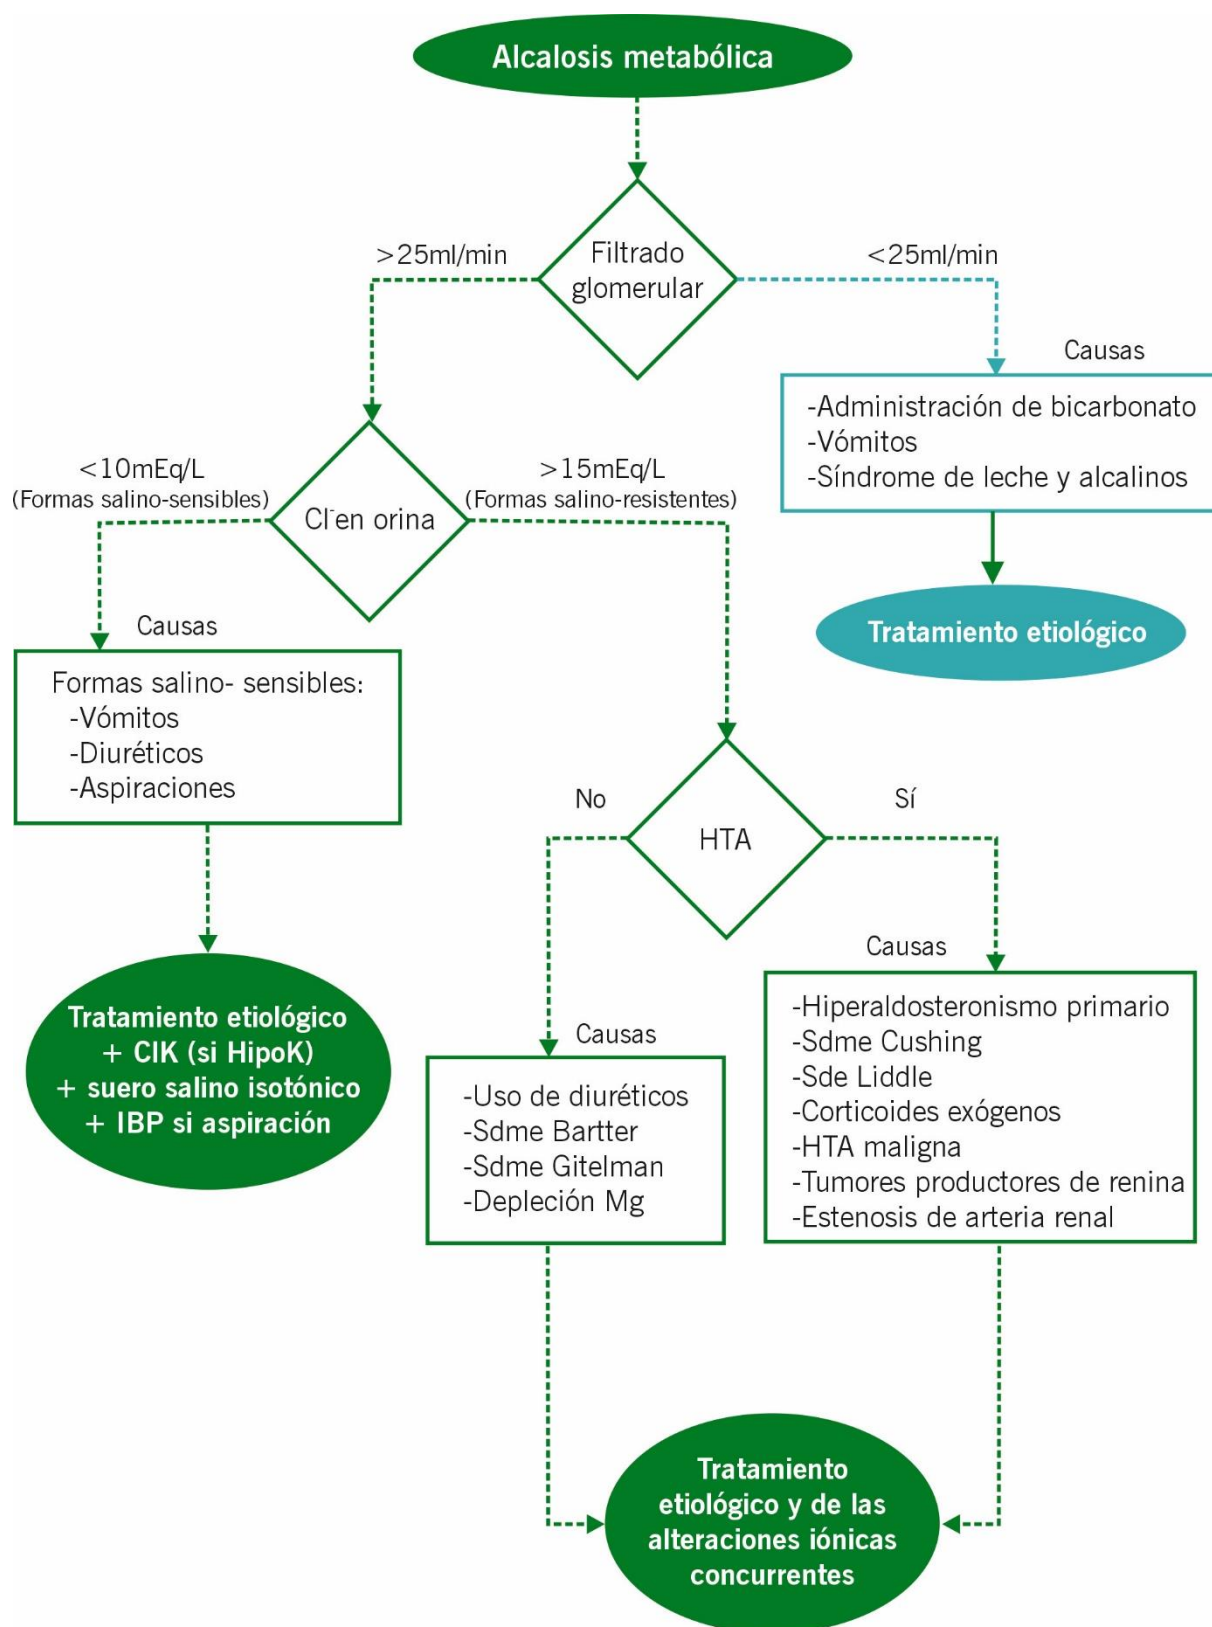 Alcalosis metabólica
Filtrado
glomerular
>25ml/min
<25ml/min
Causas
-Administración de bicarbonato
-Vómitos
-Síndrome de leche y alcalinos
Tratamiento etiológico
Cl⁻en orina
<10mEq/L
(Formas salino-sensibles)
>15mEq/L
(Formas salino-resistentes)
Causas
Formas salino- sensibles:
-Vómitos
-Diuréticos
-Aspiraciones
Tratamiento etiológico
+ ClK (si HipoK)
+ suero salino isotónico
+ IBP si aspiración
HTA
No
Sí
Causas
-Uso de diuréticos
-Sdme Bartter
-Sdme Gitelman
-Depleción Mg
Causas
-Hiperaldosteronismo primario
-Sdme Cushing
-Sde Liddle
-Corticoides exógenos
-HTA maligna
-Tumores productores de renina
-Estenosis de arteria renal
Tratamiento
etiológico y de las
alteraciones iónicas
concurrentes